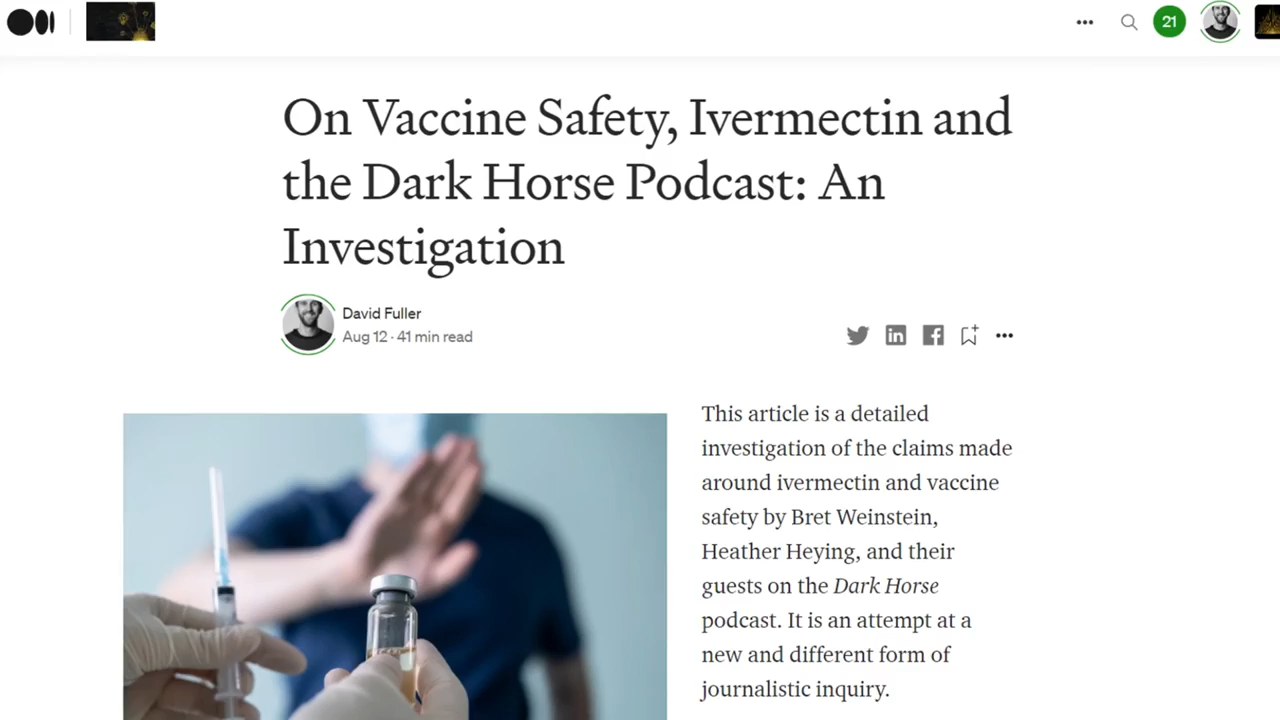 21
On Vaccine Safety, Ivermectin and
the Dark Horse Podcast: An
Investigation
David Fuller
Aug 12 · 41 min read
This article is a detailed
investigation of the claims made
around ivermectin and vaccine
safety by Bret Weinstein,
Heather Heying, and their
guests on the Dark Horse
podcast. It is an attempt at a
new and different form of
journalistic inquiry.